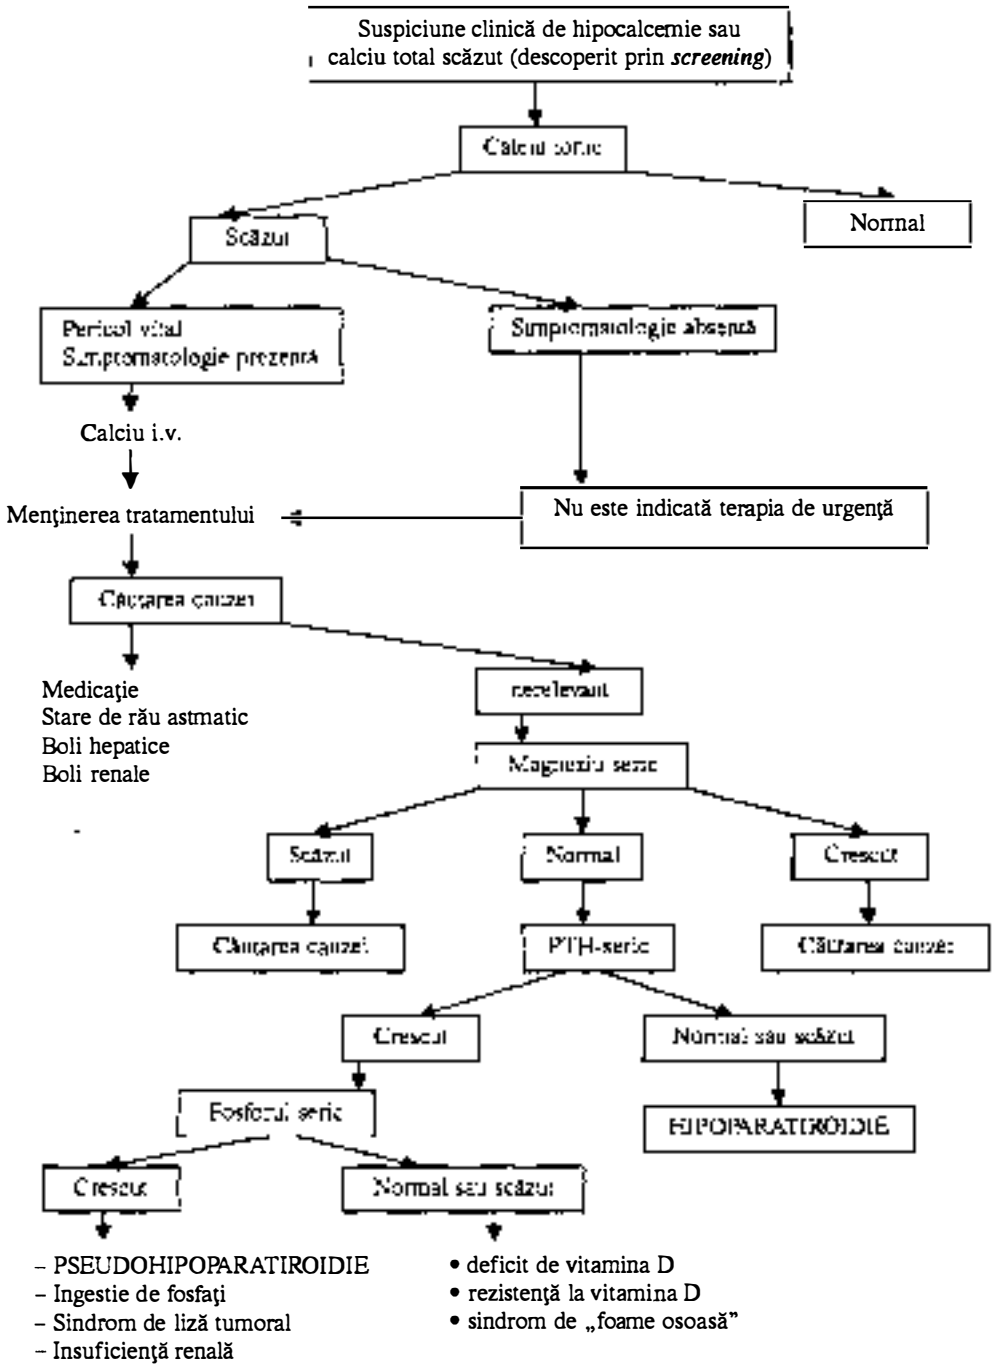 Suspiciune clinică de hipocalcemie sau
calciu total scăzut (descoperit prin screening)
Calciu ionic
Normal
Scăzut
Pericol vital
Simptomatologie prezentă
Simptomatologie absentă
Calciu i.v.
Menţinerea tratamentului
Nu este indicată terapia de urgenţă
Căutarea cauzei
Medicaţie
Stare de rău astmatic
Boli hepatice
Boli renale
nerelevant
Magneziu seric
Scăzut
Normal
Crescut
Căutarea cauzei
PTH-seric
Căutarea cauzei
Crescut
Normal sau scăzut
Fosforul seric
HIPOPARATIROIDIE
Crescut
Normal sau scăzut
– PSEUDOHIPOPARATIROIDIE
– Ingestie de fosfaţi
– Sindrom de liză tumoral
– Insuficienţă renală
• deficit de vitamina D
• rezistenţă la vitamina D
• sindrom de „foame osoasă”